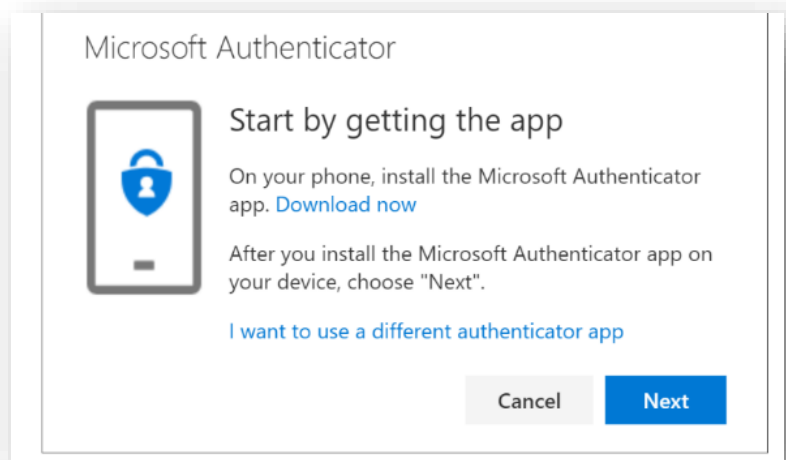 Microsoft Authenticator
Start by getting the app
On your phone, install the Microsoft Authenticator
app. Download now
After you install the Microsoft Authenticator app on
your device, choose "Next".
I want to use a different authenticator app
Cancel Next